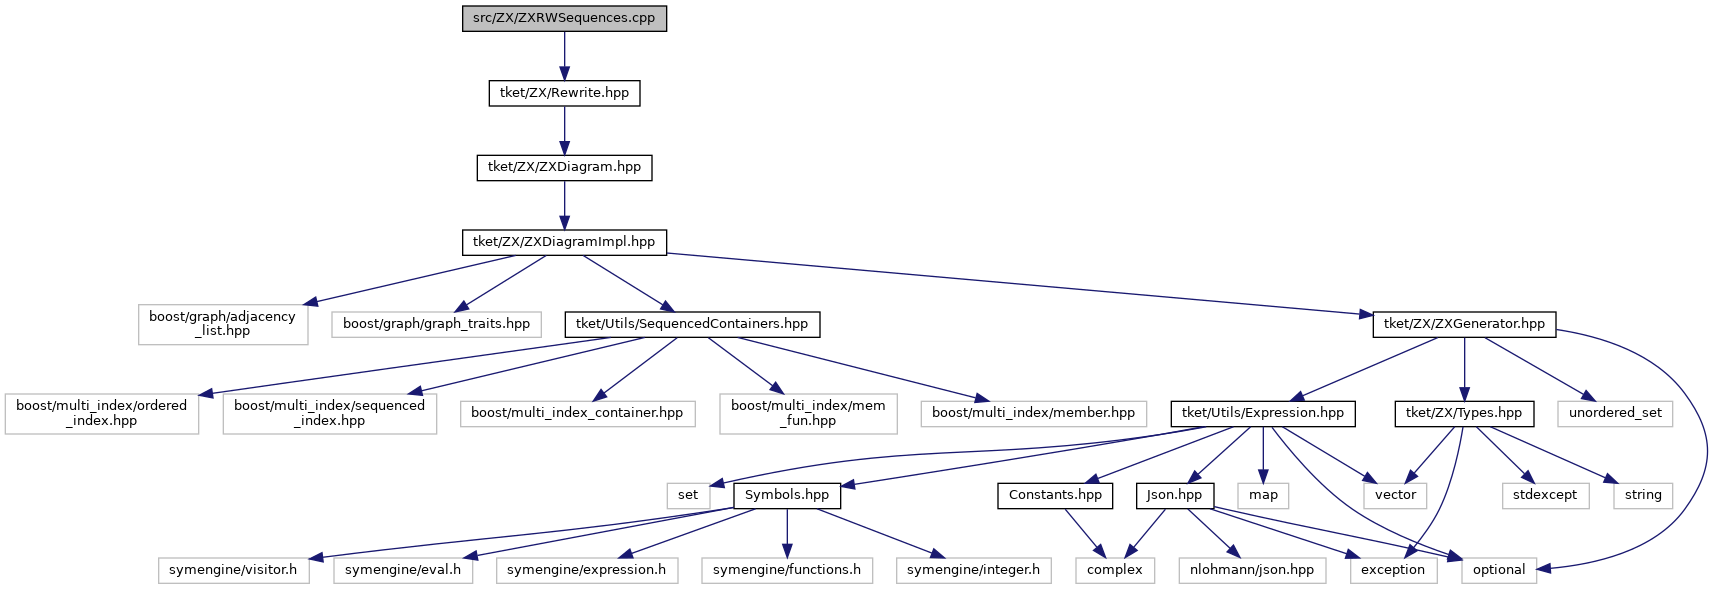 src/ZX/ZXRWSequences.cpp
tket/ZX/Rewrite.hpp
tket/ZX/ZXDiagram.hpp
tket/ZX/ZXDiagramImpl.hpp
boost/graph/adjacency
_list.hpp
boost/graph/graph_traits.hpp
tket/Utils/SequencedContainers.hpp
tket/ZX/ZXGenerator.hpp
boost/multi_index/ordered
_index.hpp
boost/multi_index/sequenced
_index.hpp
boost/multi_index_container.hpp
boost/multi_index/mem
_fun.hpp
boost/multi_index/member.hpp
tket/Utils/Expression.hpp
tket/ZX/Types.hpp
unordered_set
set
Symbols.hpp
Constants.hpp
Json.hpp
map
vector
stdexcept
string
symengine/visitor.h
symengine/eval.h
symengine/expression.h
symengine/functions.h
symengine/integer.h
complex
nlohmann/json.hpp
exception
optional